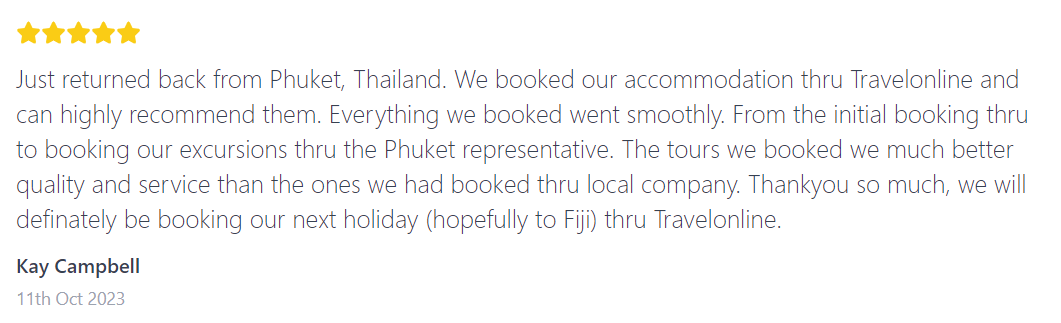 Just returned back from Phuket, Thailand. We booked our accommodation thru Travelonline and
can highly recommend them. Everything we booked went smoothly. From the initial booking thru
to booking our excursions thru the Phuket representative. The tours we booked we much better
quality and service than the ones we had booked thru local company. Thankyou so much, we will
definately be booking our next holiday (hopefully to Fiji) thru Travelonline.
Kay Campbell
11th Oct 2023